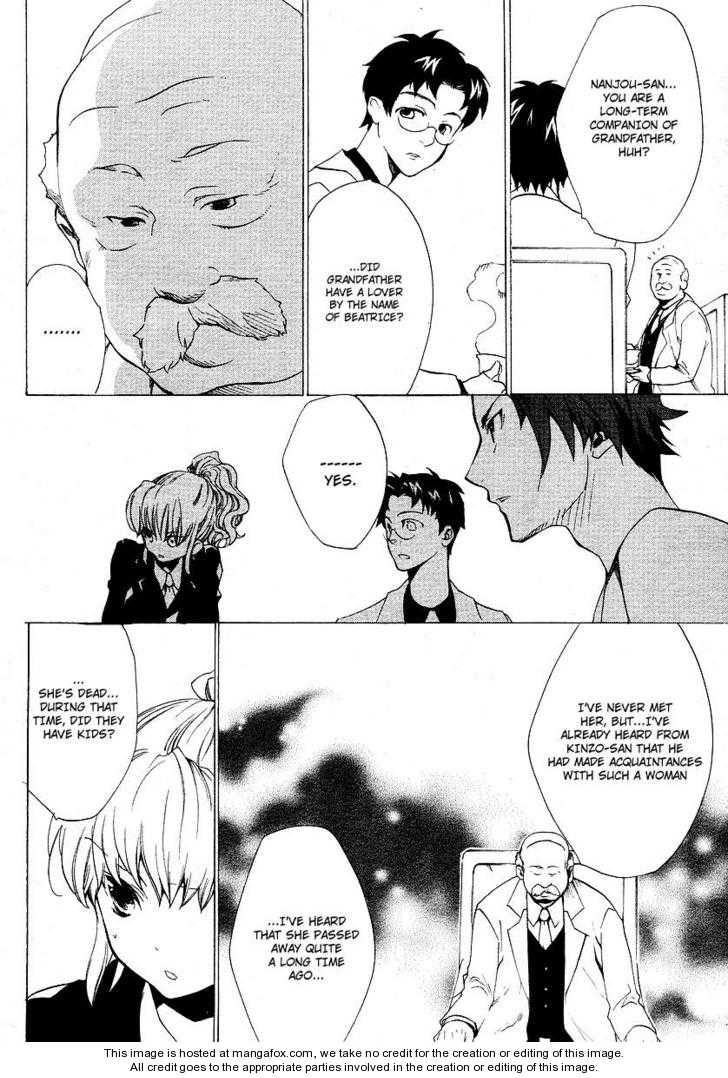 NANJOU-SAN...
YOU ARE A
LONG-TERM
COMPANION OF
GRANDFATHER,
HUH?
...DID
GRANDFATHER
HAVE A LOVER
BY THE NAME
OF BEATRICE?
.......
------
YES.
I'VE NEVER MET
HER, BUT...I'VE
ALREADY HEARD FROM
KINZO-SAN THAT HE
HAD MADE ACQUAINTANCES
WITH SUCH A WOMAN
...I'VE HEARD
THAT SHE PASSED
AWAY QUITE
A LONG TIME
AGO...
...
SHE'S DEAD...
DURING THAT
TIME, DID THEY
HAVE KIDS?
This image is hosted at mangafox.com, we take no credit for the creation or editing of this image.
All credit goes to the appropriate parties involved in the creation or editing of this image.